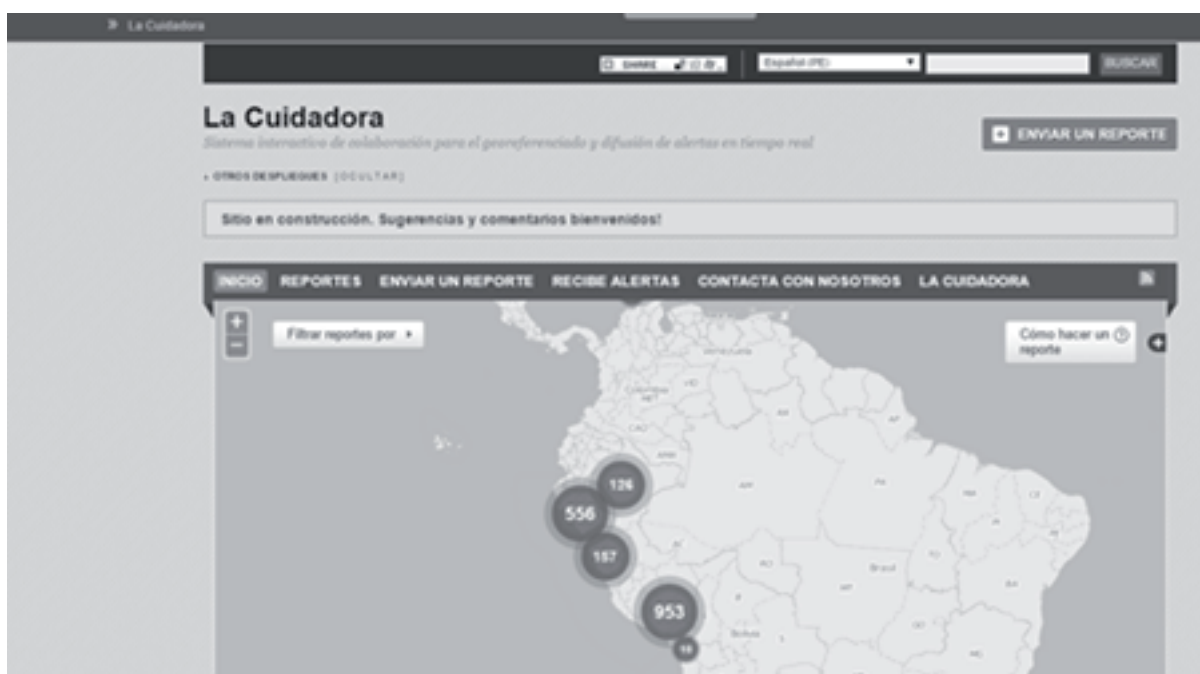 » La Cuidadora
SHARE
Español (PE)
BUSCAR
La Cuidadora
Sistema interactivo de colaboración para el georeferenciado y difusión de alertas en tiempo real
+ ENVIAR UN REPORTE
OTROS DESPLIEGUES [OCULTAR]
Sitio en construcción. Sugerencias y comentarios bienvenidos!
INICIO REPORTES ENVIAR UN REPORTE RECIBE ALERTAS CONTACTA CON NOSOTROS LA CUIDADORA
+
−
Filtrar reportes por
Cómo hacer un ?
reporte
Venezuela
Colombia
126
556
157
953
Brasil
Bolivia